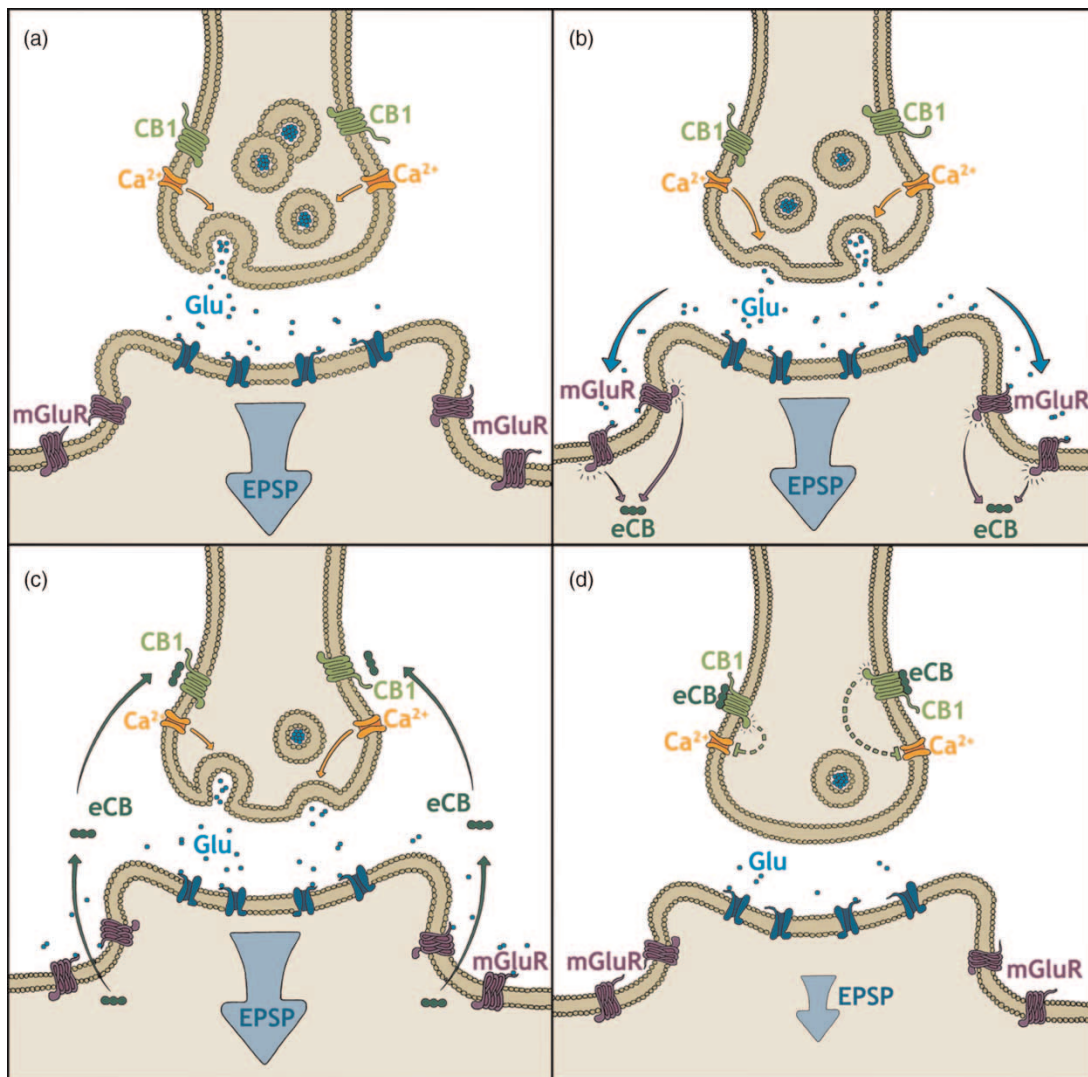 (a)
CB1
CB1
Ca²⁺
Ca²⁺
Glu
mGluR
mGluR
EPSP
(b)
CB1
CB1
Ca²⁺
Ca²⁺
Glu
mGluR
mGluR
EPSP
eCB
eCB
(c)
CB1
CB1
Ca²⁺
Ca²⁺
eCB
eCB
Glu
mGluR
EPSP
(d)
CB1
eCB
eCB
CB1
Ca²⁺
Ca²⁺
Glu
mGluR
mGluR
EPSP